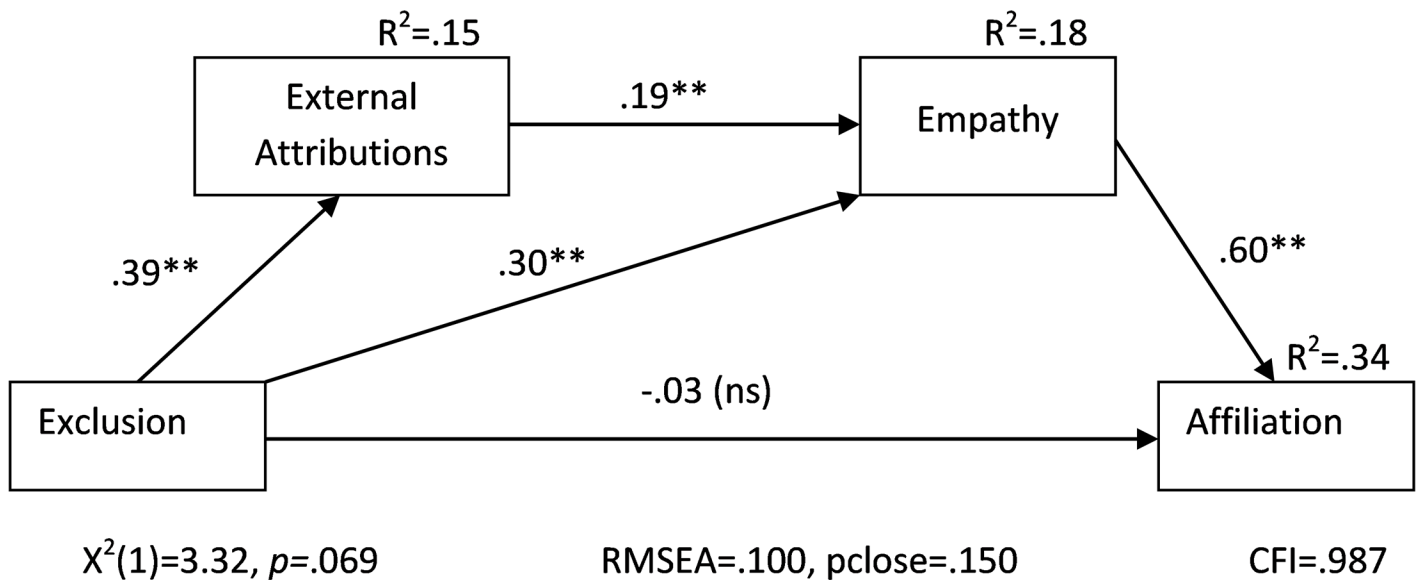 R²=.15
R²=.18
External
Attributions
.19**
Empathy
.39**
.30**
.60**
R²=.34
-.03 (ns)
Exclusion
Affiliation
X²(1)=3.32, p=.069
RMSEA=.100, pclose=.150
CFI=.987